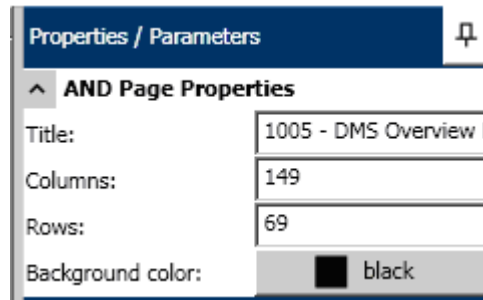 Properties / Parameters
AND Page Properties
Title: 1005 - DMS Overview
Columns: 149
Rows: 69
Background color: black